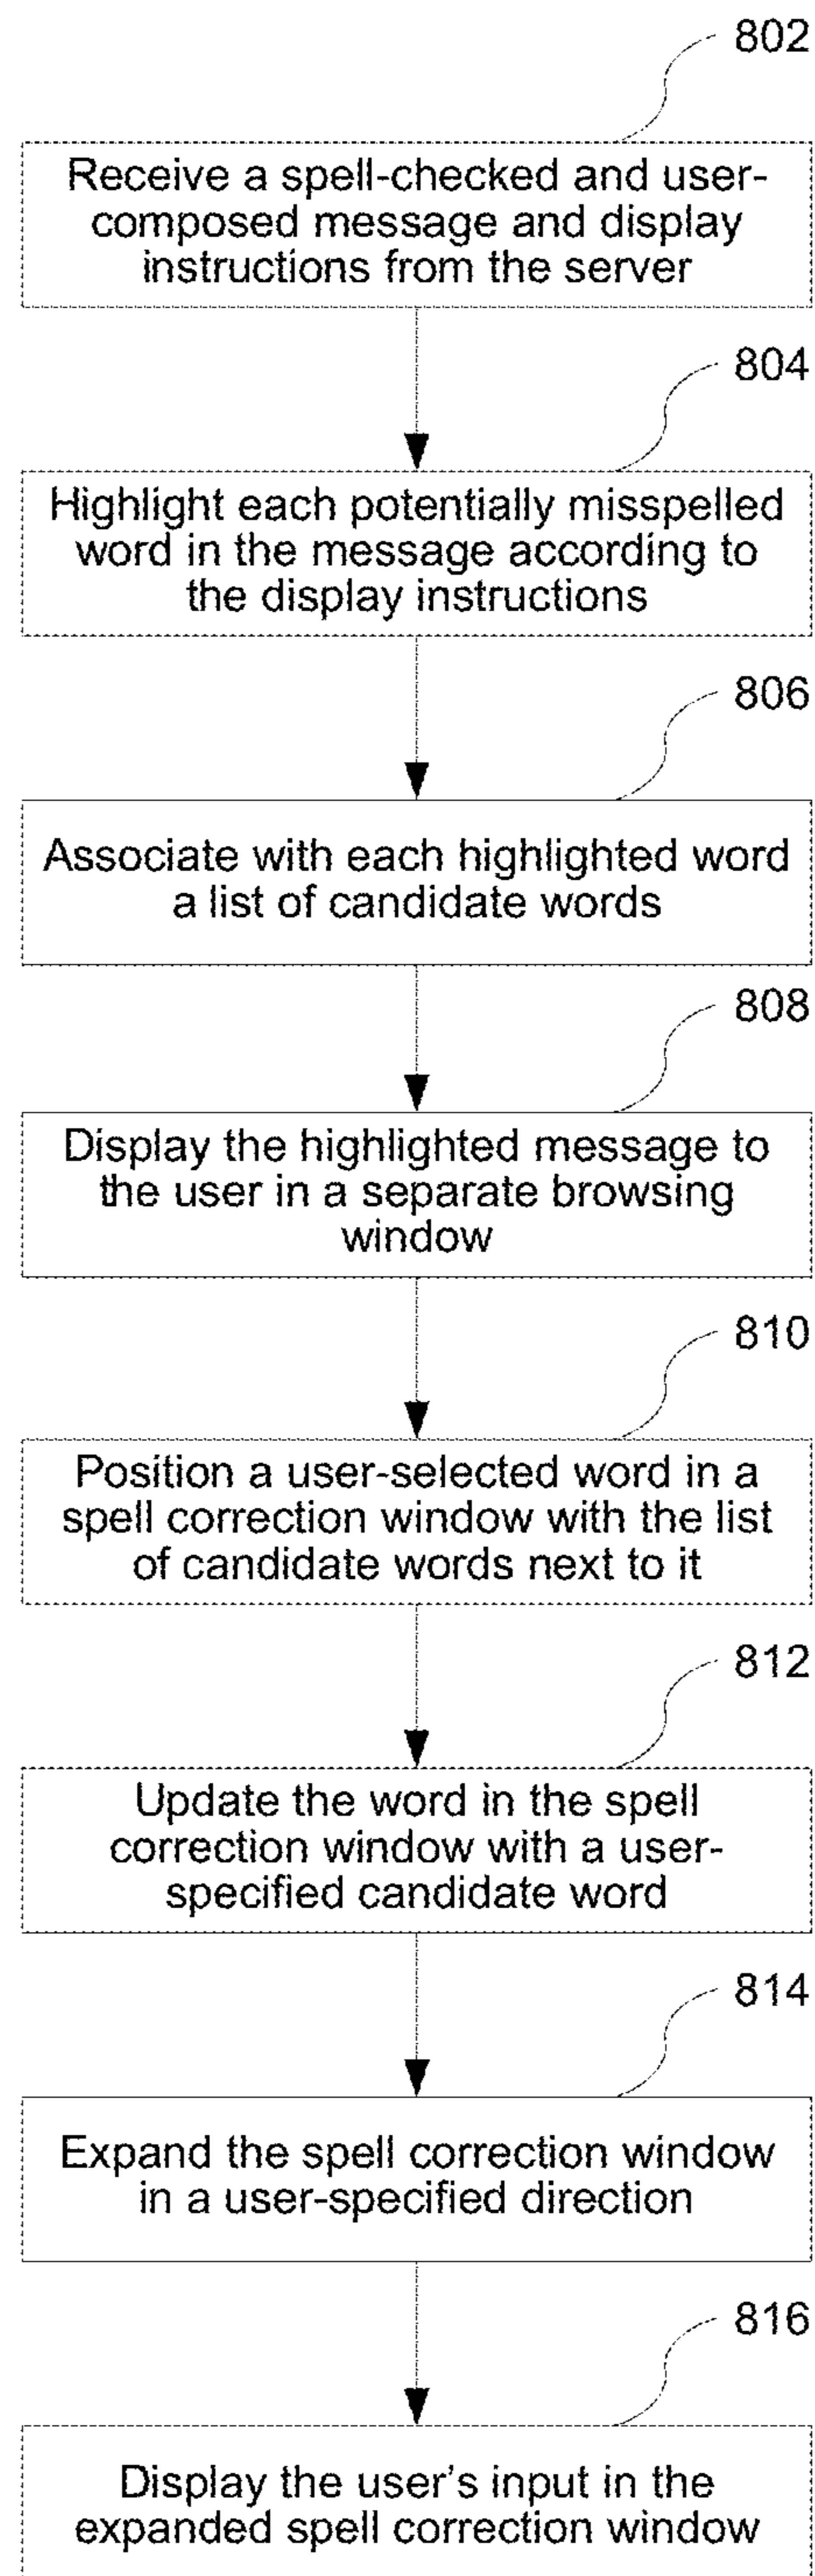 802
Receive a spell-checked and user-
composed message and display
instructions from the server
804
Highlight each potentially misspelled
word in the message according to
the display instructions
806
Associate with each highlighted word
a list of candidate words
808
Display the highlighted message to
the user in a separate browsing
window
810
Position a user-selected word in a
spell correction window with the list
of candidate words next to it
812
Update the word in the spell
correction window with a user-
specified candidate word
814
Expand the spell correction window
in a user-specified direction
816
Display the user's input in the
expanded spell correction window